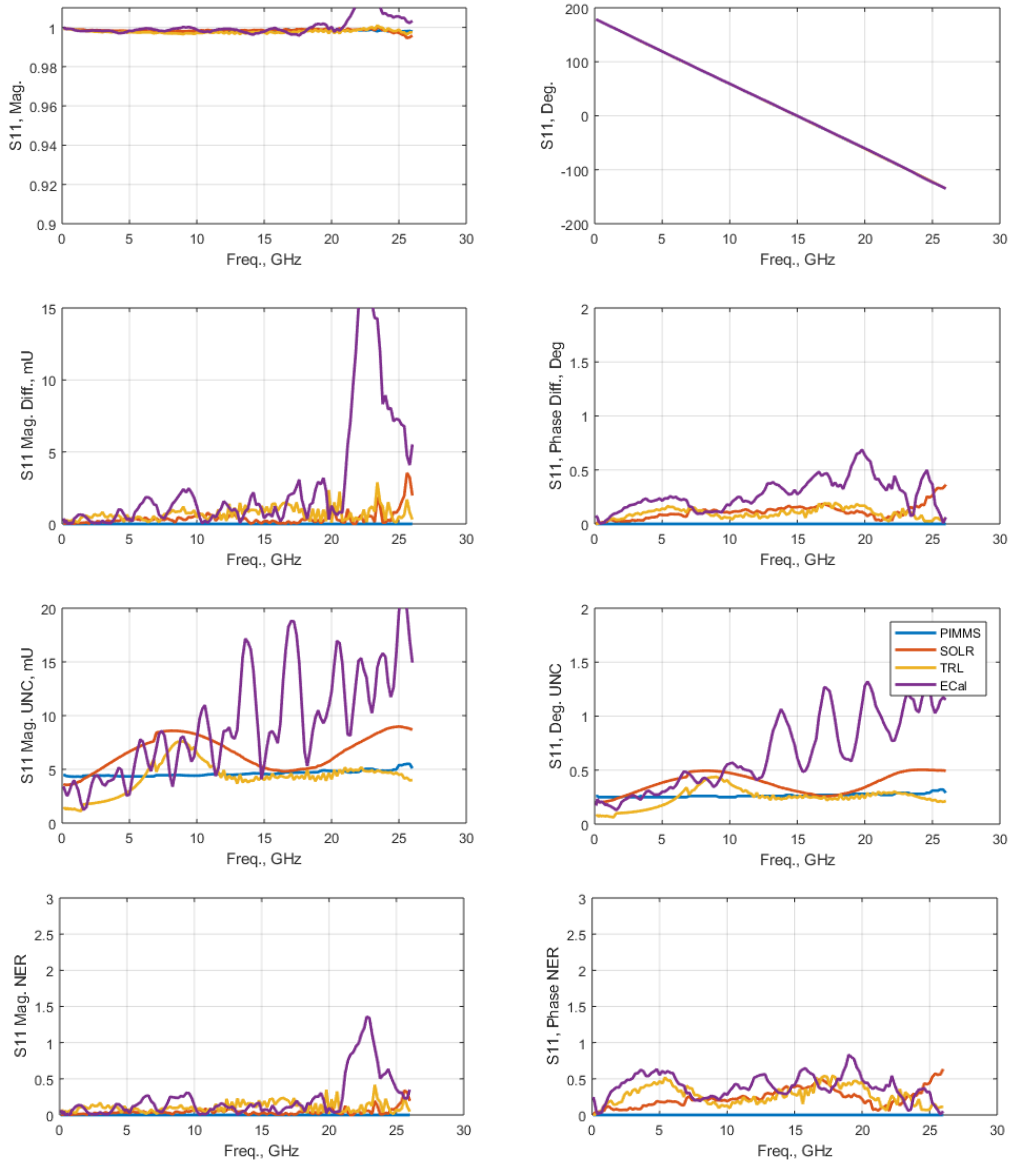 S11, Mag.
1
0.98
0.96
0.94
0.92
0.9
0 5 10 15 20 25 30
Freq., GHz
S11, Deg.
200
100
0
-100
-200
0 5 10 15 20 25 30
Freq., GHz
S11 Mag. Diff., mU
15
10
5
0
0 5 10 15 20 25 30
Freq., GHz
S11, Phase Diff., Deg
2
1.5
1
0.5
0
0 5 10 15 20 25 30
Freq., GHz
S11 Mag. UNC, mU
20
15
10
5
0
0 5 10 15 20 25 30
Freq., GHz
S11, Deg. UNC
2
1.5
1
0.5
0
0 5 10 15 20 25 30
Freq., GHz
PIMMS
SOLR
TRL
ECal
S11 Mag. NER
3
2.5
2
1.5
1
0.5
0
0 5 10 15 20 25 30
Freq., GHz
S11, Phase NER
3
2.5
2
1.5
1
0.5
0
0 5 10 15 20 25 30
Freq., GHz